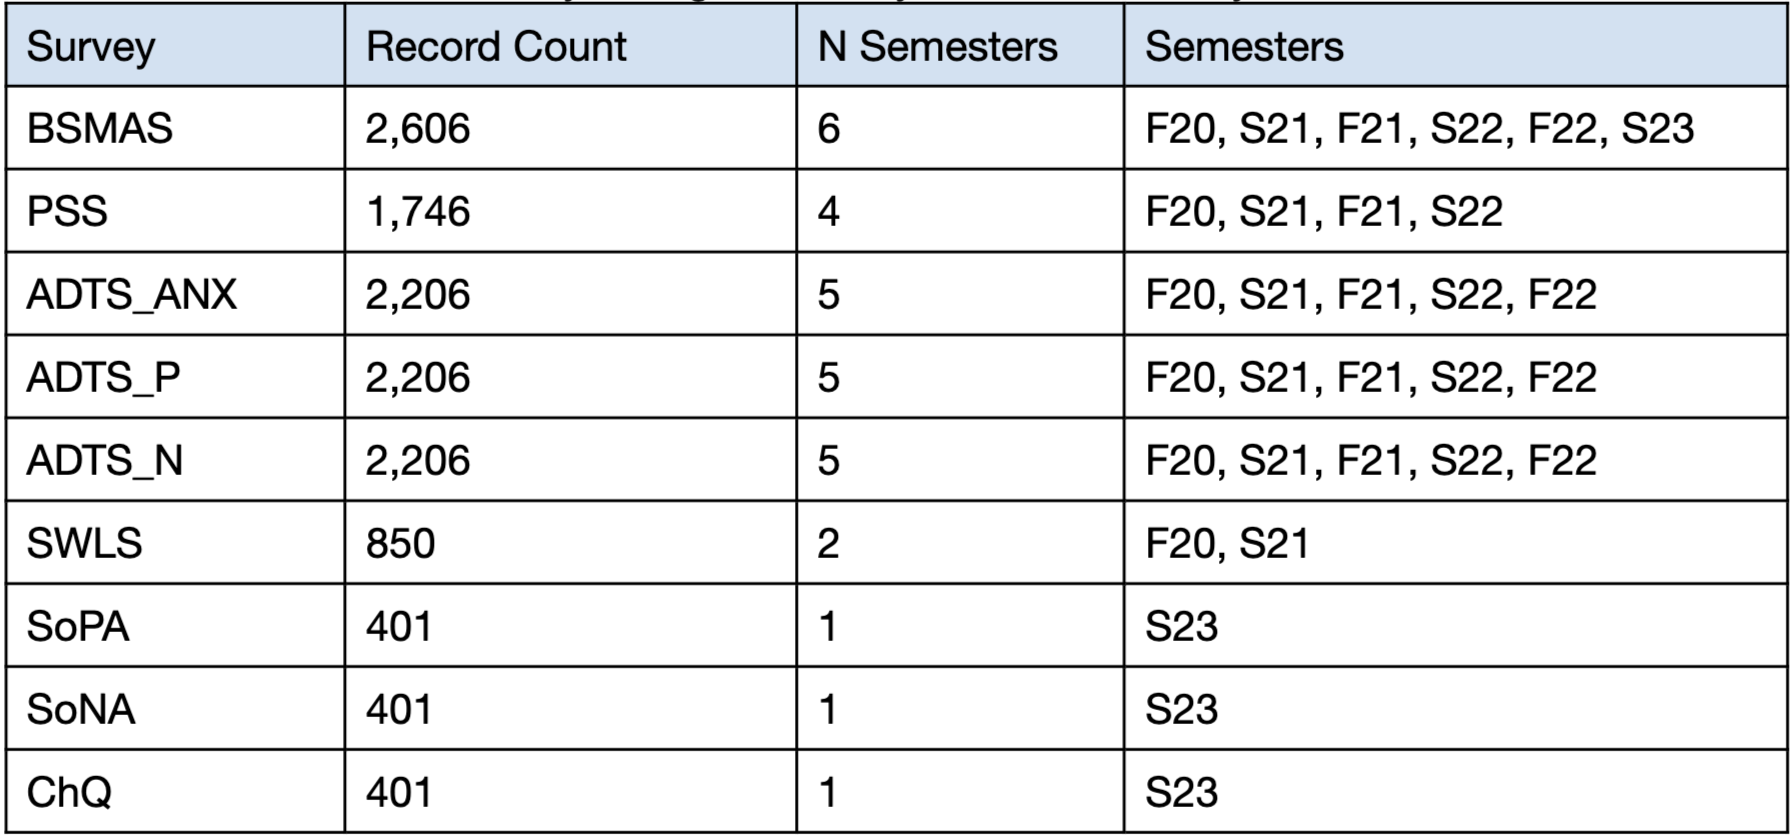 Survey Record Count N Semesters Semesters
BSMAS 2,606 6 F20, S21, F21, S22, F22, S23
PSS 1,746 4 F20, S21, F21, S22
ADTS_ANX 2,206 5 F20, S21, F21, S22, F22
ADTS_P 2,206 5 F20, S21, F21, S22, F22
ADTS_N 2,206 5 F20, S21, F21, S22, F22
SWLS 850 2 F20, S21
SoPA 401 1 S23
SoNA 401 1 S23
ChQ 401 1 S23